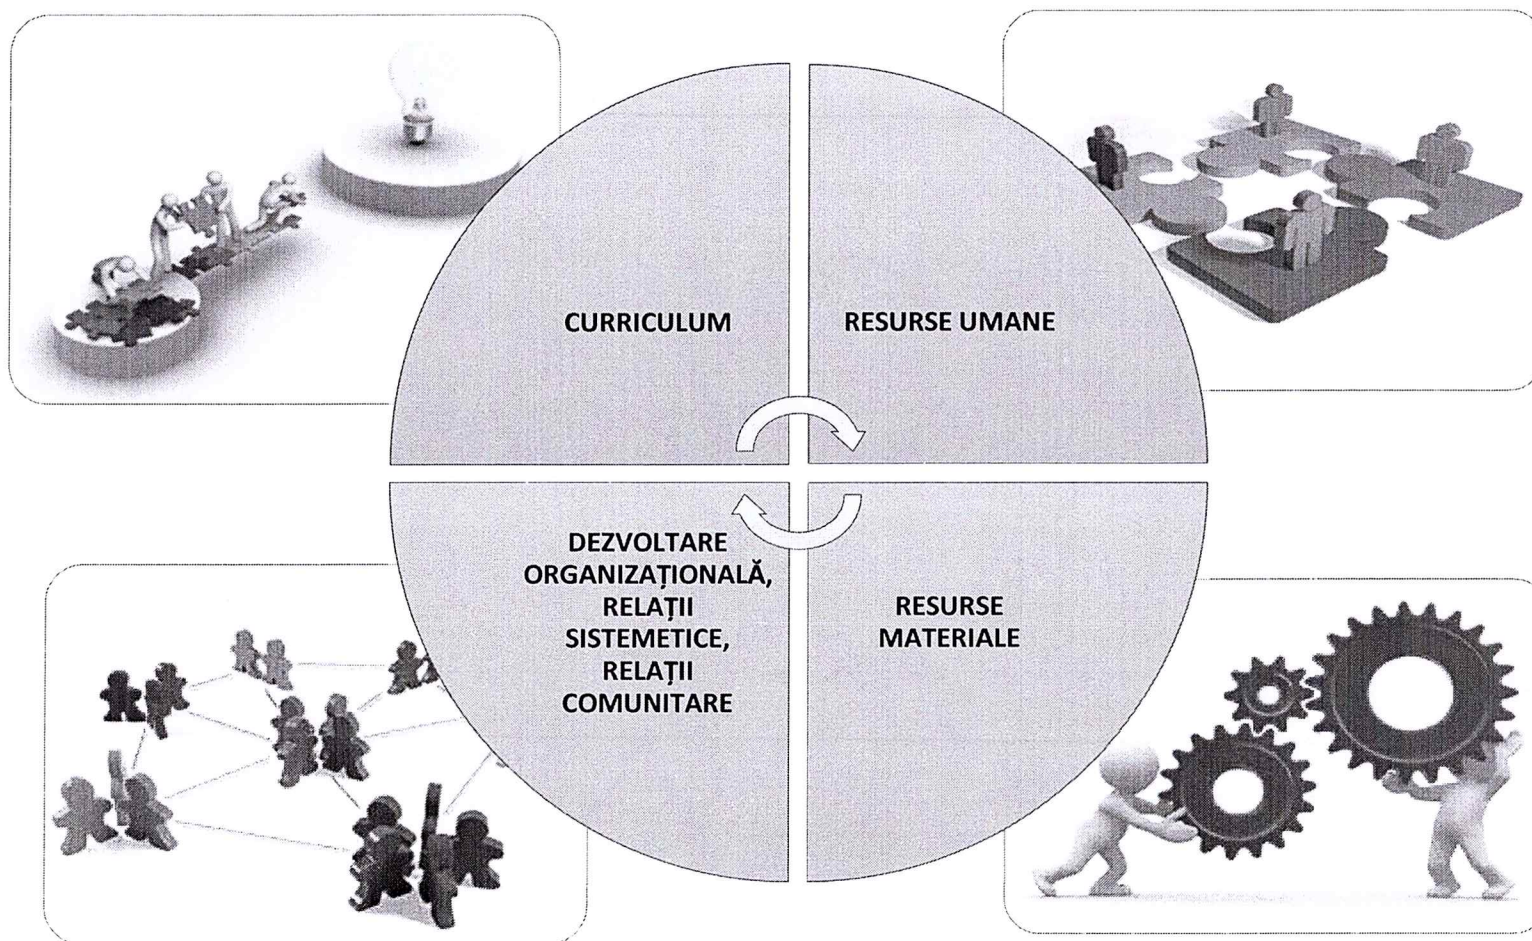 CURRICULUM
RESURSE UMANE
DEZVOLTARE
ORGANIZAȚIONALĂ,
RELAȚII
SISTEMETICE,
RELAȚII
COMUNITARE
RESURSE
MATERIALE